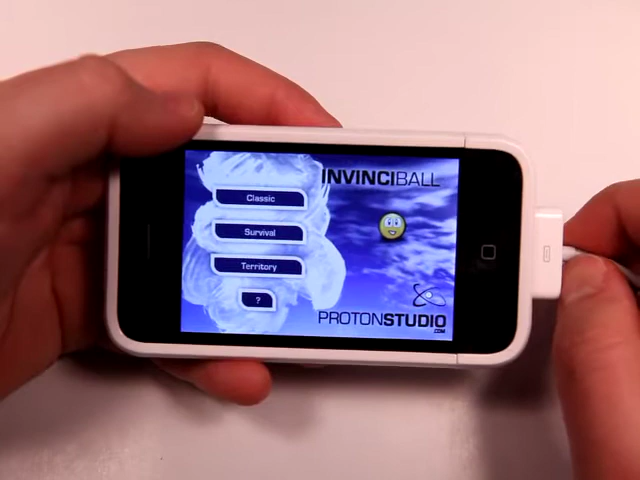 INVINCIBALL
Classic
Survival
Territory
?
PROTONSTUDIO
.COM